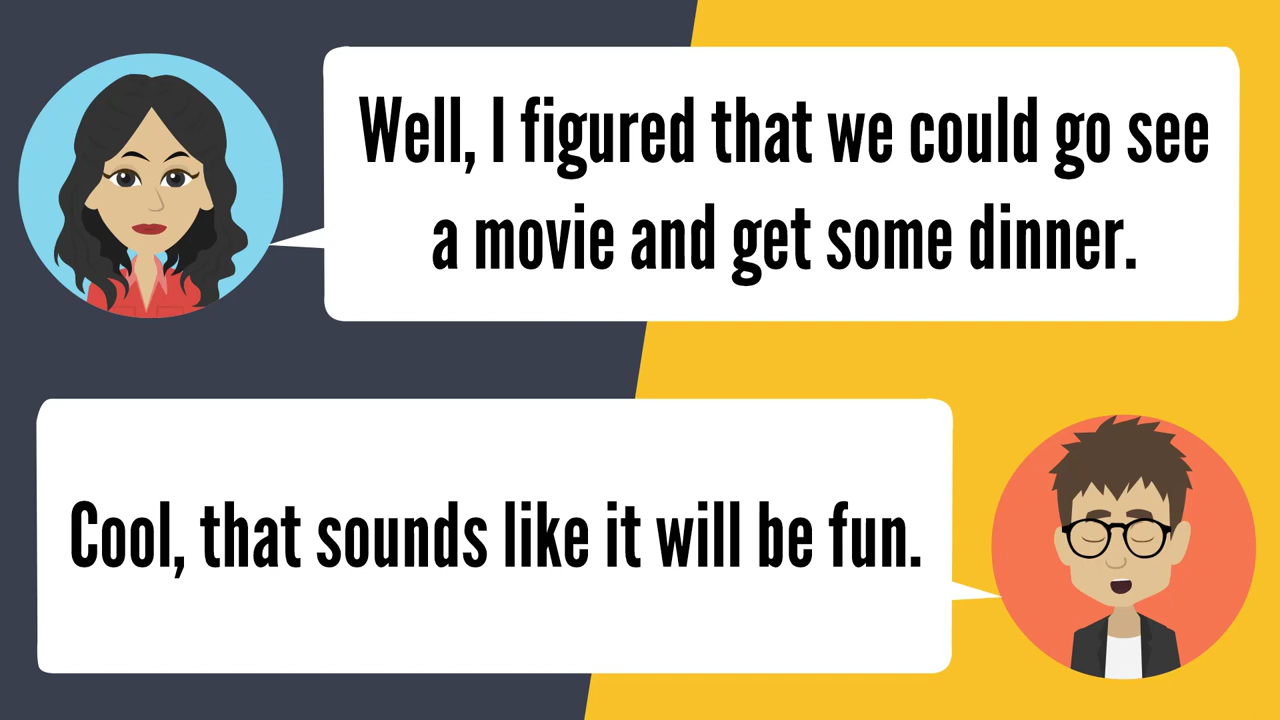 Well, I figured that we could go see
a movie and get some dinner.
Cool, that sounds like it will be fun.